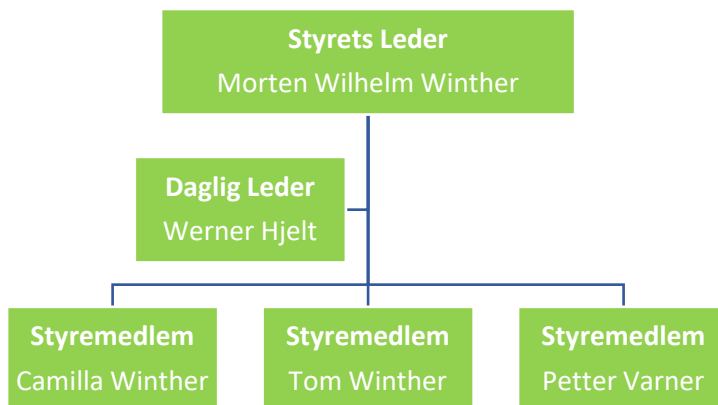 Styrets Leder
Morten Wilhelm Winther
Daglig Leder
Werner Hjelt
Styremedlem
Camilla Winther
Styremedlem
Tom Winther
Styremedlem
Petter Varner